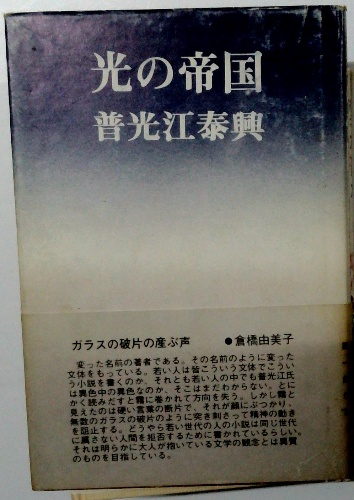 光の帝国
普光江泰興
ガラスの破片の産ぶ声 ●倉橋由美子
変った名前の著者である。その名前のように変った
文体をもっている。若い人は皆こういう文体でこうい
う小説を書くのか、それとも若い人の中でも普光江氏
は異色中の異色なのか、そこはまだわからない。とに
かく読みだすと霧に巻かれて方向を失う。しかし霧と
見えたのは硬い言葉の断片で、それが顔にぶつかり、
無数のガラスの破片のように突き刺さって精神の動き
を阻止する。どうやら若い世代の人の小説は同じ世代
に属さない人間を拒否するために書かれているらしい。
それは明らかに大人が抱いている文学の観念とは異質
のものを目指している。